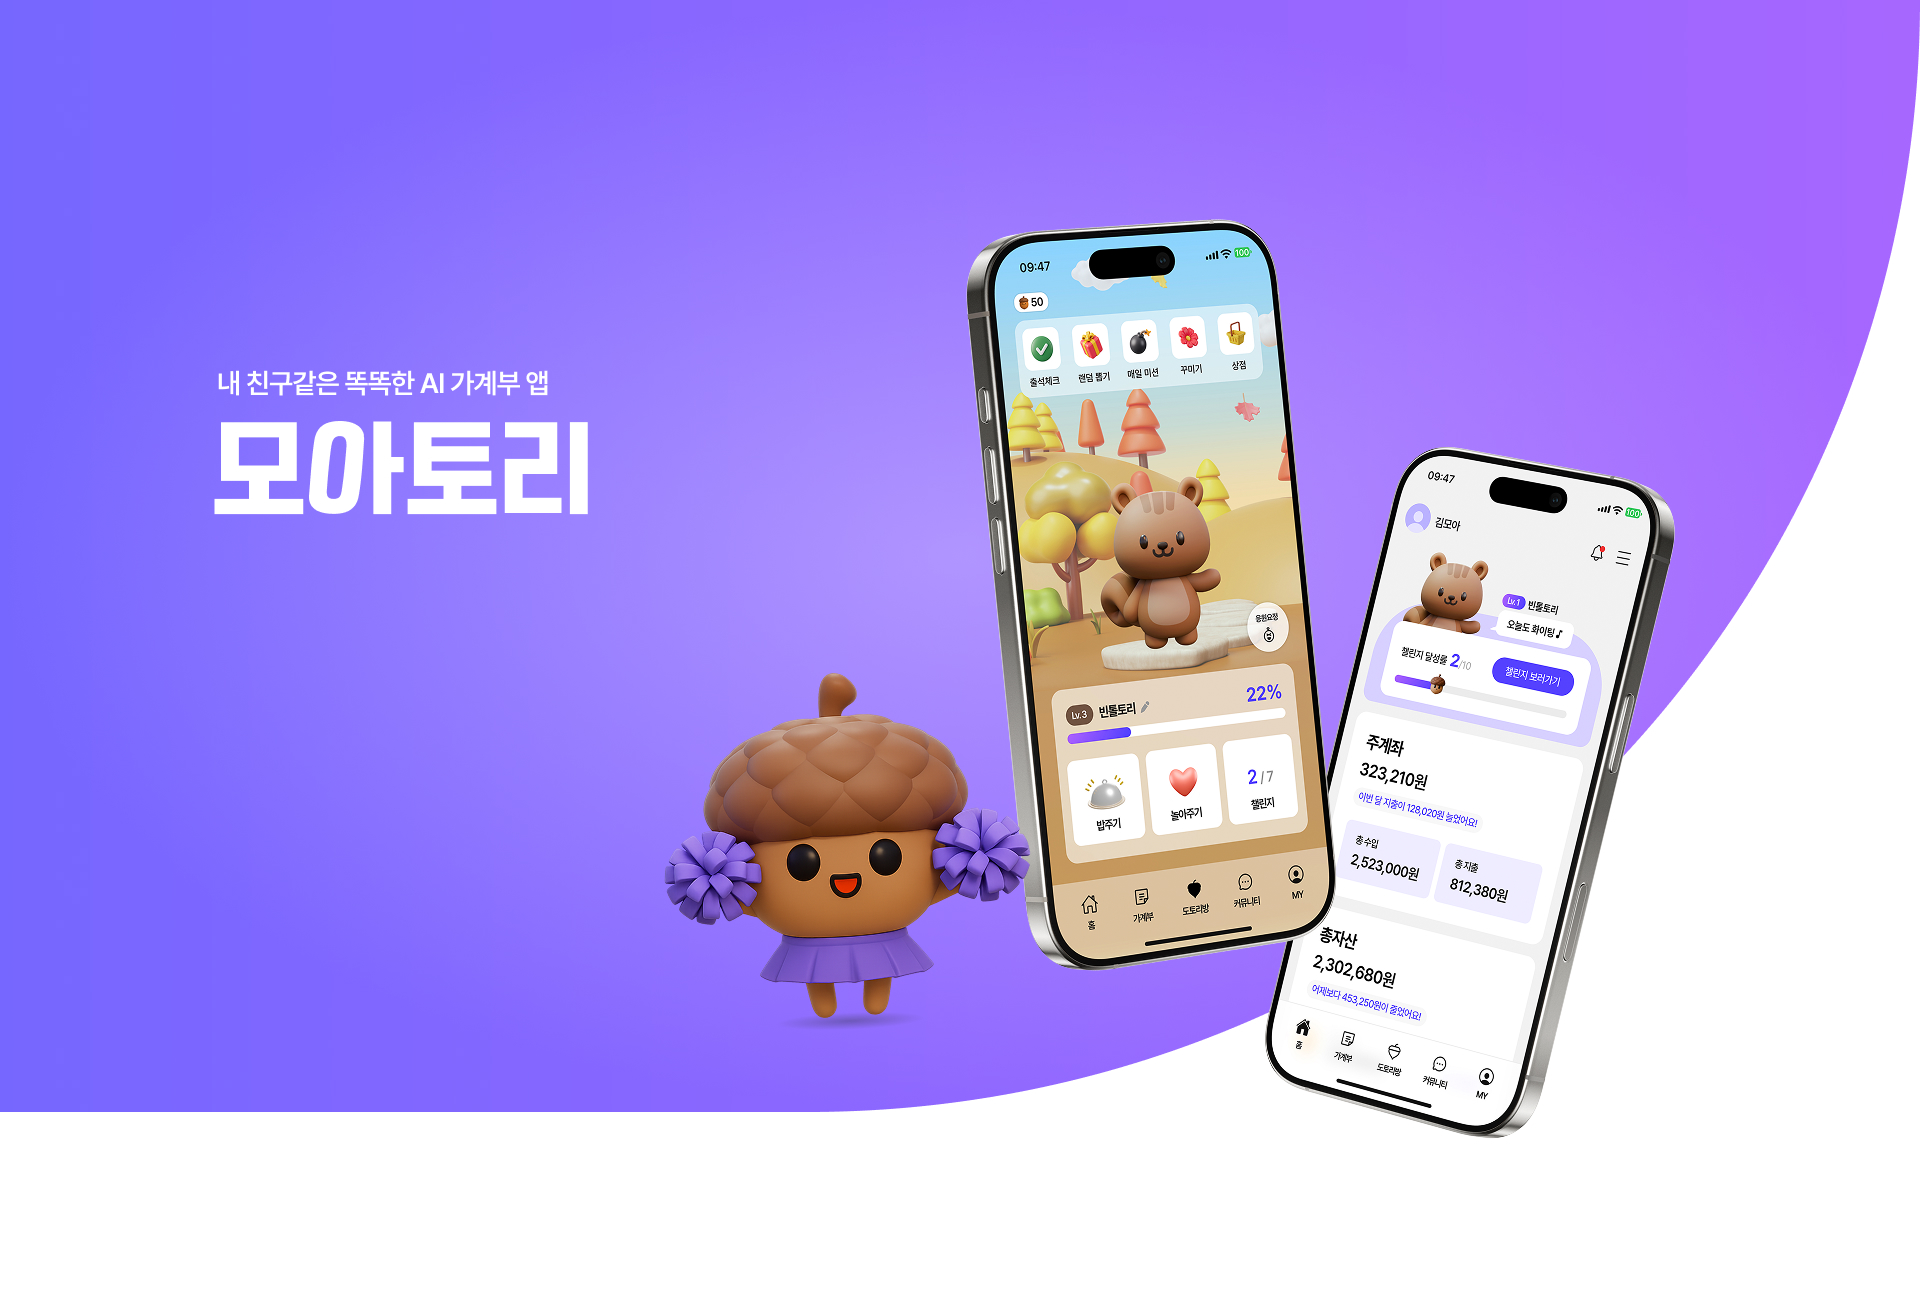 내 친구같은 똑똑한 AI 가계부 앱
모아토리
09:47
100
50
출석체크
랜덤 뽑기
매일 미션
꾸미기
상점
응원요정
Lv.3 빈톨토리
22%
밥주기
놀아주기
2 / 7
챌린지
홈
가계부
도토리방
커뮤니티
MY
09:47
100
김모아
Lv.1 빈톨토리
오늘도 화이팅♪
챌린지 달성율 2/10
챌린지 보러가기
주계좌
323,210원
이번 달 지출이 128,020원 늘었어요!
총 수입
2,523,000원
총 지출
812,380원
총자산
2,302,680원
어제보다 453,250원이 줄었어요!
홈
가계부
도토리방
커뮤니티
MY